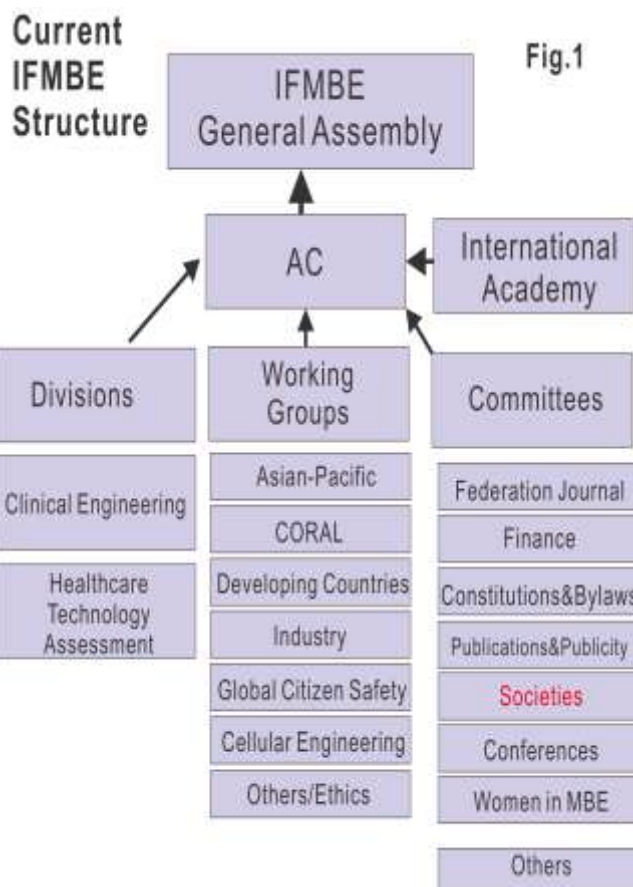 Current
IFMBE
Structure
Fig.1
IFMBE
General Assembly
AC
International
Academy
Divisions
Working
Groups
Committees
Clinical Engineering
Healthcare
Technology
Assessment
Asian-Pacific
CORAL
Developing Countries
Industry
Global Citizen Safety
Cellular Engineering
Others/Ethics
Federation Journal
Finance
Constitutions&Bylaws
Publications&Publicity
Societies
Conferences
Women in MBE
Others